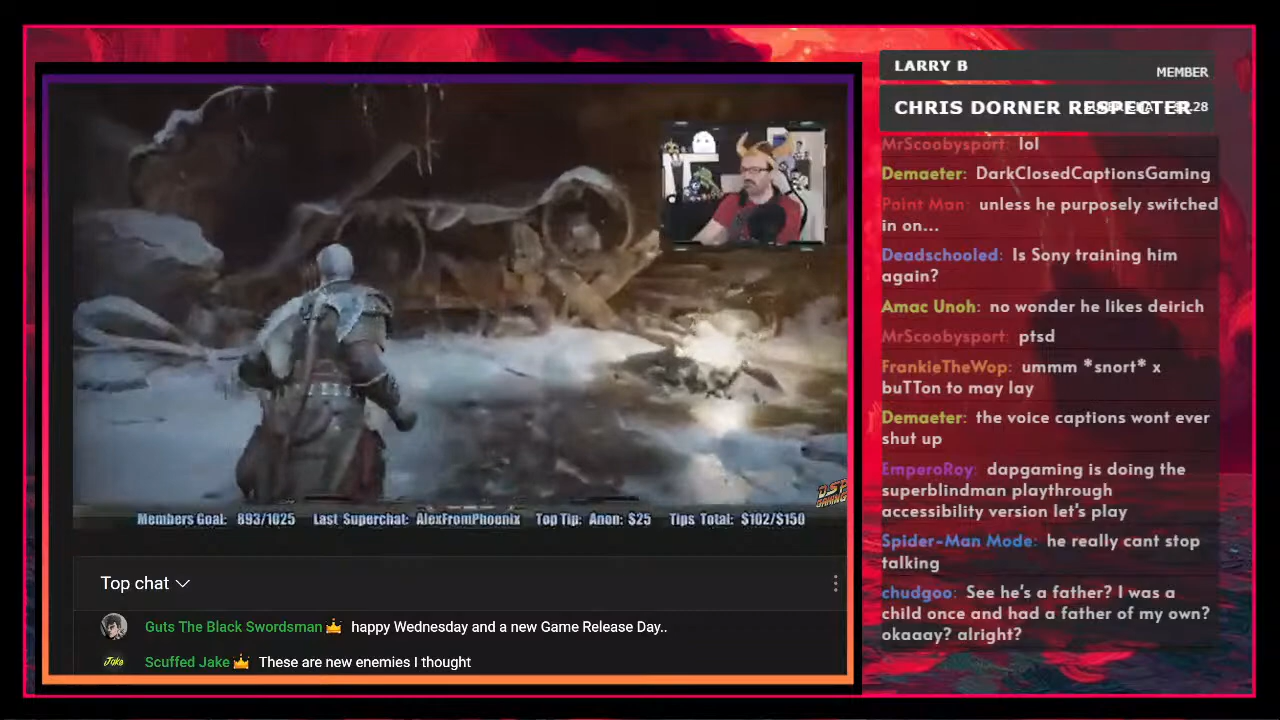 LARRY B
MEMBER
CHRIS DORNER RESPECTER
MrScoobysport: lol
Demaeter: DarkClosedCaptionsGaming
Point Man: unless he purposely switched
in on...
Deadschooled: Is Sony training him
again?
Amac Unoh: no wonder he likes deirich
MrScoobysport: ptsd
FrankieTheWop: ummm *snort* x
buTTon to may lay
Demaeter: the voice captions wont ever
shut up
EmperoRoy: dapgaming is doing the
superblindman playthrough
accessibility version let's play
Spider-Man Mode: he really cant stop
talking
chudgoo: See he's a father? I was a
child once and had a father of my own?
okaaay? alright?
DSP
GAMING
Members Goal: 893/1025 Last Superchat: AlexFromPhoenix Top Tip: Anon: $25 Tips Total: $102/$150
Top chat
Guts The Black Swordsman happy Wednesday and a new Game Release Day..
Jake
Scuffed Jake These are new enemies I thought